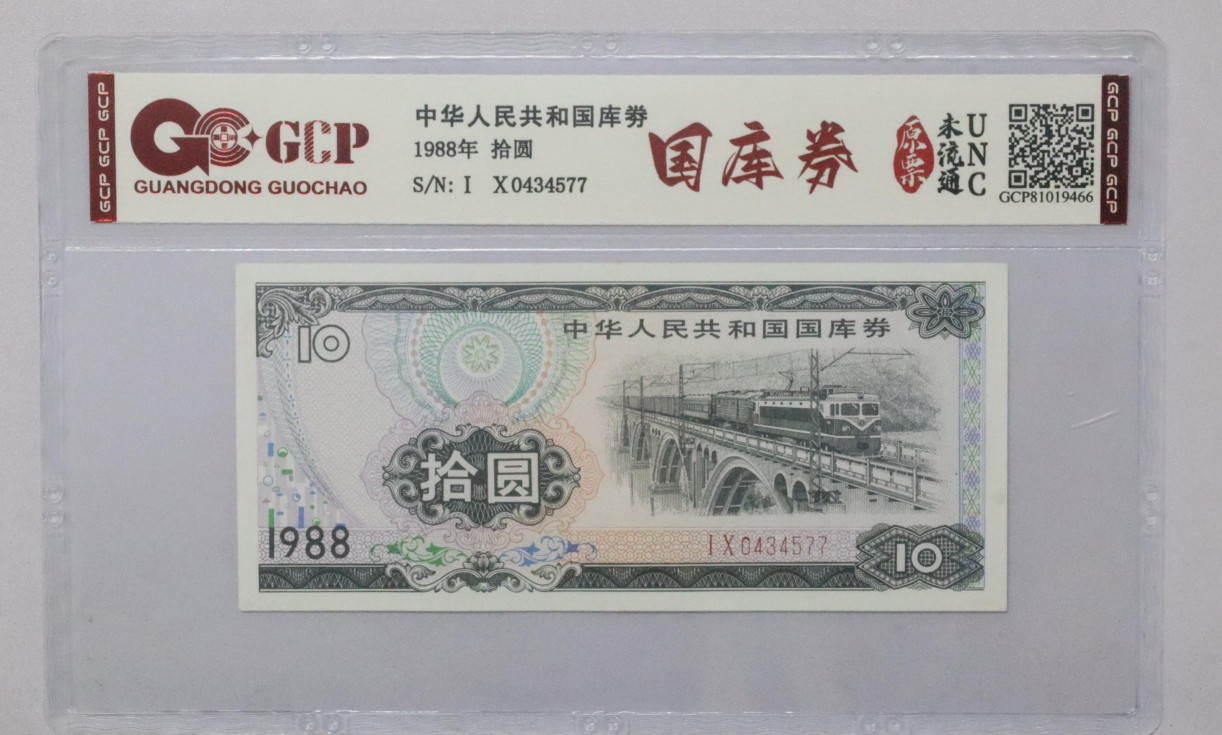 GCP GCP GCP
GCP
GUANGDONG GUOCHAO
中华人民共和国库券
1988年 拾圆
S/N: I X0434577
国库券
原票
未流通
UNC
GCP81019466
GCP GCP GCP
10
中华人民共和国国库券
拾圆
1988
IX0434577
10